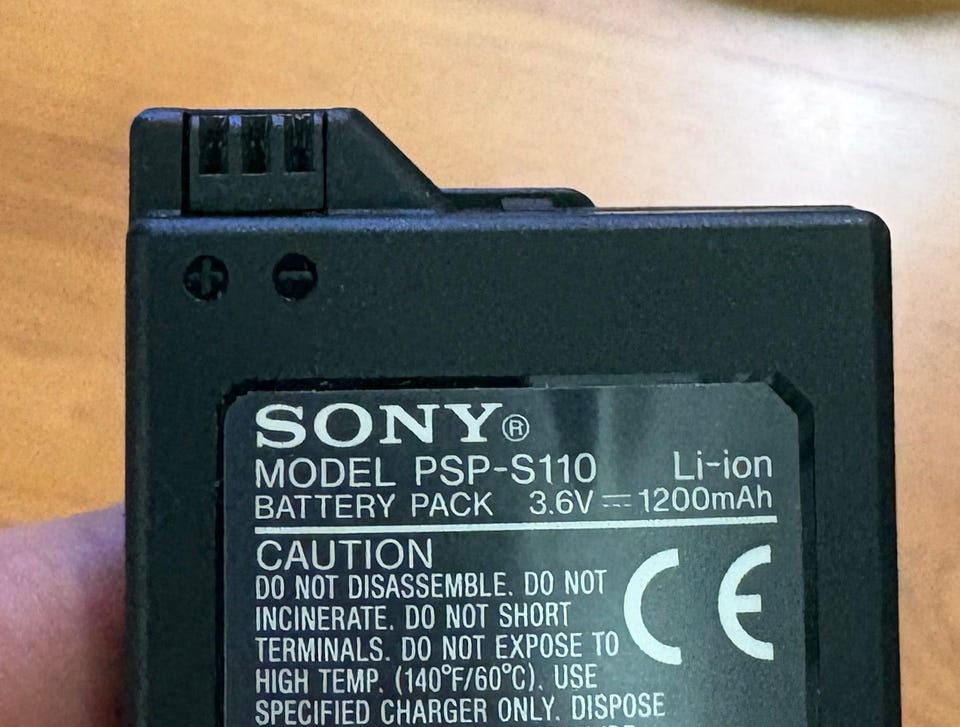 + −
SONY®
MODEL PSP-S110 Li-ion
BATTERY PACK 3.6V ⎓ 1200mAh
CAUTION
DO NOT DISASSEMBLE. DO NOT
INCINERATE. DO NOT SHORT
TERMINALS. DO NOT EXPOSE TO
HIGH TEMP. (140°F/60°C). USE
SPECIFIED CHARGER ONLY. DISPOSE
CE